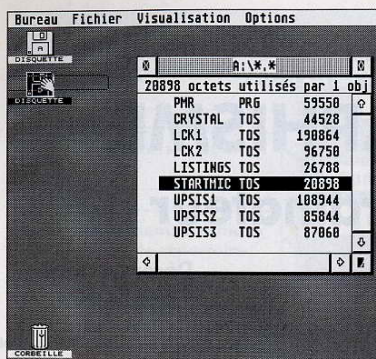 Bureau Fichier Visualisation Options
DISQUETTE
A:\*.*
20898 octets utilisés par 1 obj
DISQUETTE
PMR PRG 59550
CRYSTAL TOS 44528
LCK1 TOS 190864
LCK2 TOS 96750
LISTINGS TOS 26788
STARTMIC TOS 20898
UPSIS1 TOS 108944
UPSIS2 TOS 85844
UPSIS3 TOS 87060
CORBEILLE